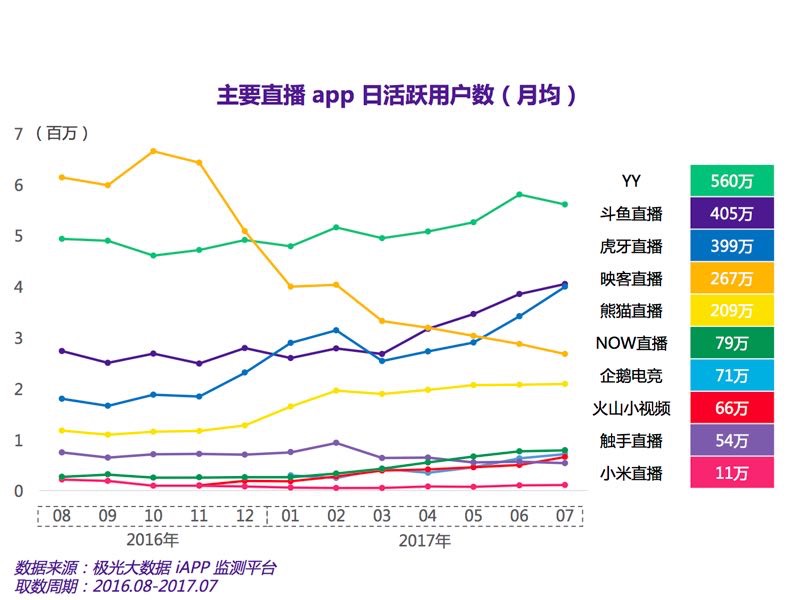 主要直播 app 日活跃用户数（月均）
7（百万）
6
5
4
3
2
1
0
08 09 10 11 12 01 02 03 04 05 06 07
2016年 2017年
YY 560万
斗鱼直播 405万
虎牙直播 399万
映客直播 267万
熊猫直播 209万
NOW直播 79万
企鹅电竞 71万
火山小视频 66万
触手直播 54万
小米直播 11万
数据来源：极光大数据 iAPP 监测平台
取数周期：2016.08-2017.07